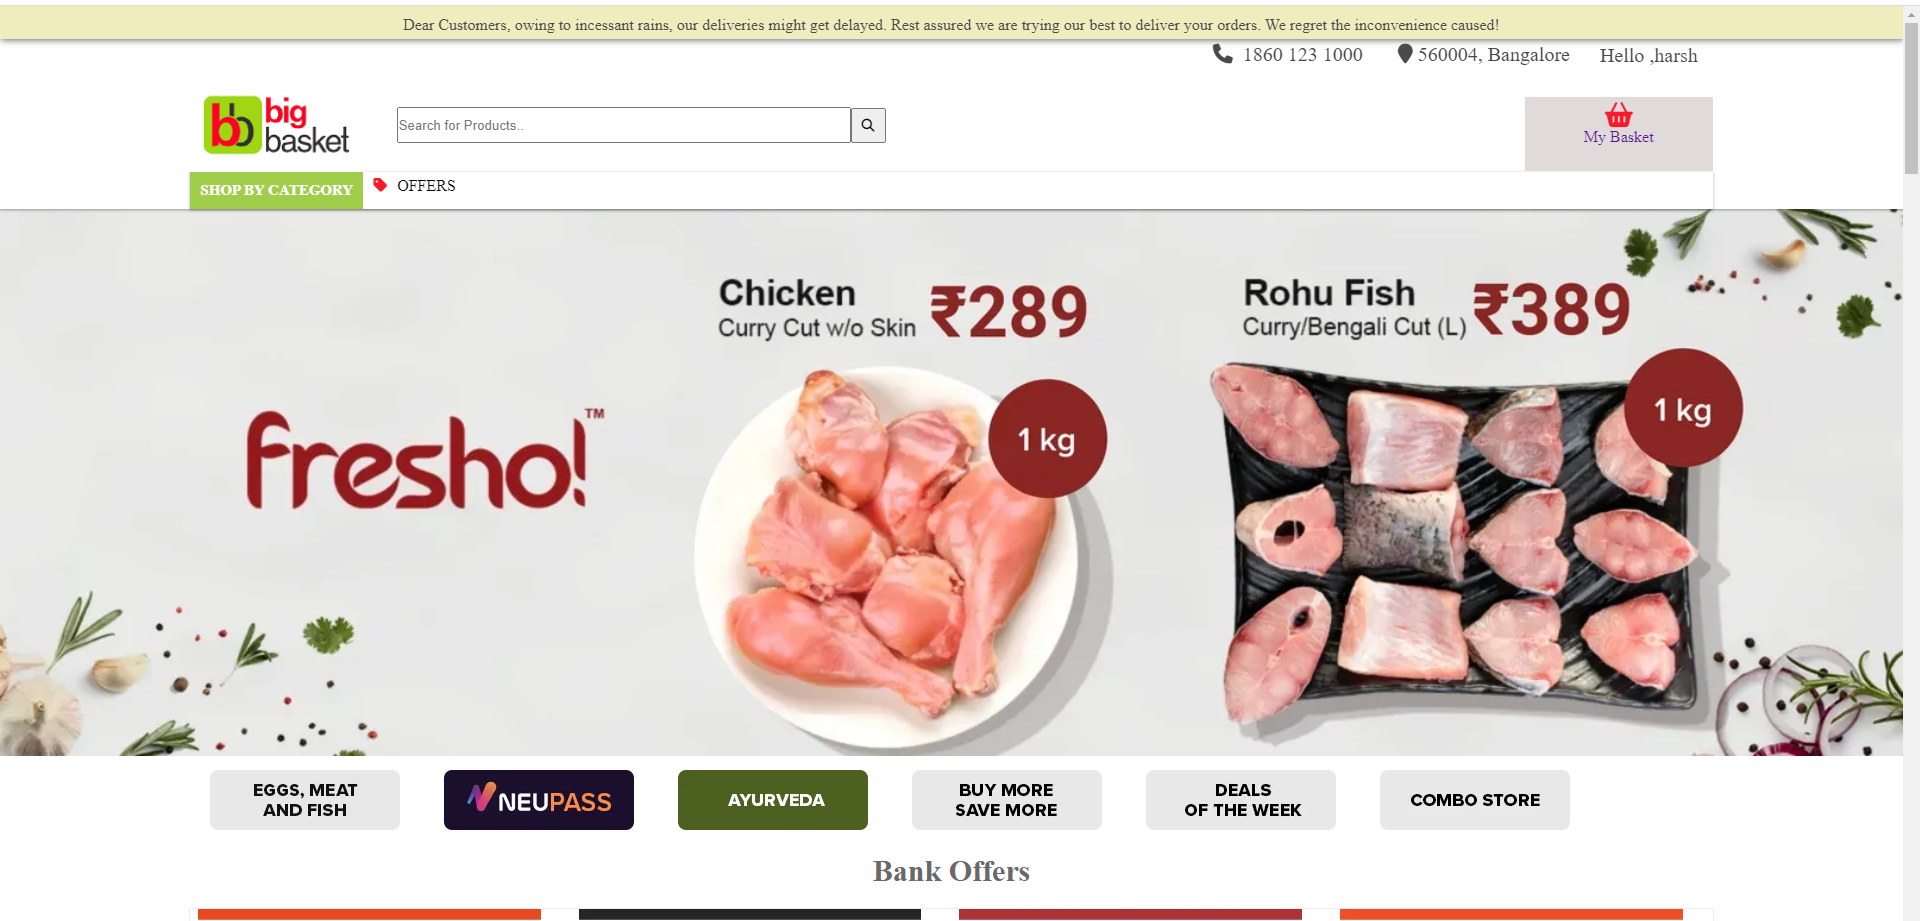 Dear Customers, owing to incessant rains, our deliveries might get delayed. Rest assured we are trying our best to deliver your orders. We regret the inconvenience caused!
1860 123 1000 560004, Bangalore Hello ,harsh
bb big
basket
Search for Products..
My Basket
SHOP BY CATEGORY OFFERS
Chicken ₹289
Curry Cut w/o Skin
Rohu Fish ₹389
Curry/Bengali Cut (L)
1 kg
1 kg
fresho!™
EGGS, MEAT
AND FISH
NEUPASS
AYURVEDA
BUY MORE
SAVE MORE
DEALS
OF THE WEEK
COMBO STORE
Bank Offers